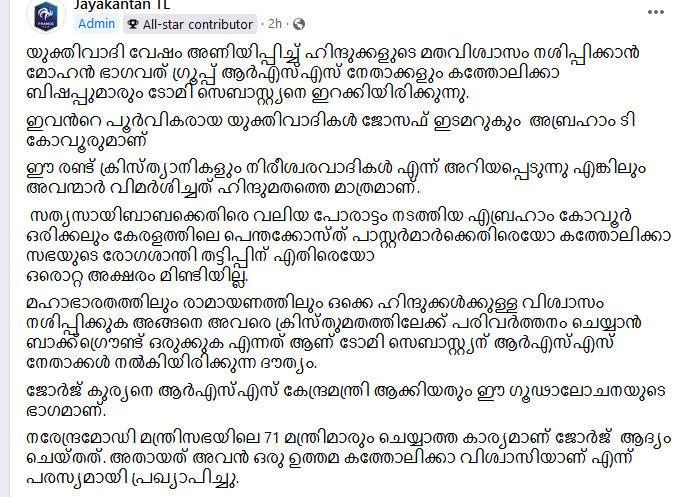 Jayakantan TL
Admin All-star contributor · 2h ·
FRANCE
യുക്തിവാദി വേഷം അണിയിപ്പിച്ച് ഹിന്ദുക്കളുടെ മതവിശ്വാസം നശിപ്പിക്കാൻ
മോഹൻ ഭാഗവത് ഗ്രൂപ്പ് ആർഎസ്എസ് നേതാക്കളും കത്തോലിക്കാ
ബിഷപ്പുമാരും ടോമി സെബാസ്റ്റ്യനെ ഇറക്കിയിരിക്കുന്നു.
ഇവൻറെ പൂർവികരായ യുക്തിവാദികൾ ജോസഫ് ഇടമറുകും അബ്രഹാം ടി
കോവൂരുമാണ്
ഈ രണ്ട് ക്രിസ്ത്യാനികളും നിരീശ്വരവാദികൾ എന്ന് അറിയപ്പെടുന്നു എങ്കിലും
അവന്മാർ വിമർശിച്ചത് ഹിന്ദുമതത്തെ മാത്രമാണ്.
സത്യസായിബാബക്കെതിരെ വലിയ പോരാട്ടം നടത്തിയ എബ്രഹാം കോവൂർ
ഒരിക്കലും കേരളത്തിലെ പെന്തക്കോസ്ത് പാസ്റ്റർമാർക്കെതിരെയോ കത്തോലിക്കാ
സഭയുടെ രോഗശാന്തി തട്ടിപ്പിന് എതിരെയോ
ഒരൊറ്റ അക്ഷരം മിണ്ടിയില്ല.
മഹാഭാരതത്തിലും രാമായണത്തിലും ഒക്കെ ഹിന്ദുക്കൾക്കുള്ള വിശ്വാസം
നശിപ്പിക്കുക അങ്ങനെ അവരെ ക്രിസ്തുമതത്തിലേക്ക് പരിവർത്തനം ചെയ്യാൻ
ബാക്ക്ഗ്രൌണ്ട് ഒരുക്കുക എന്നത് ആണ് ടോമി സെബാസ്റ്റ്യന് ആർഎസ്എസ്
നേതാക്കൾ നൽകിയിരിക്കുന്ന ദൗത്യം.
ജോർജ് കുര്യനെ ആർഎസ്എസ് കേന്ദ്രമന്ത്രി ആക്കിയതും ഈ ഗൂഢാലോചനയുടെ
ഭാഗമാണ്.
നരേന്ദ്രമോഡി മന്ത്രിസഭയിലെ 71 മന്ത്രിമാരും ചെയ്യാത്ത കാര്യമാണ് ജോർജ് ആദ്യം
ചെയ്തത്. അതായത് അവൻ ഒരു ഉത്തമ കത്തോലിക്കാ വിശ്വാസിയാണ് എന്ന്
പരസ്യമായി പ്രഖ്യാപിച്ചു.